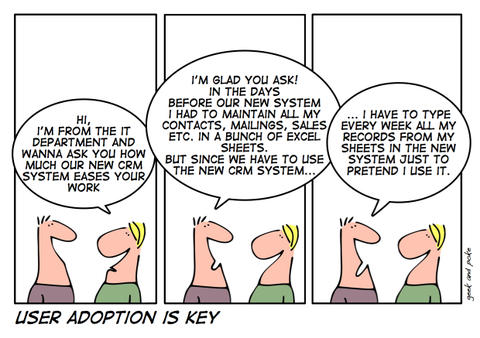 HI,
I'M FROM THE IT
DEPARTMENT AND
WANNA ASK YOU HOW
MUCH OUR NEW CRM
SYSTEM EASES YOUR
WORK
I'M GLAD YOU ASK!
IN THE DAYS
BEFORE OUR NEW SYSTEM
I HAD TO MAINTAIN ALL MY
CONTACTS, MAILINGS, SALES
ETC. IN A BUNCH OF EXCEL
SHEETS.
BUT SINCE WE HAVE TO USE
THE NEW CRM SYSTEM...
... I HAVE TO TYPE
EVERY WEEK ALL MY
RECORDS FROM MY
SHEETS IN THE NEW
SYSTEM JUST TO
PRETEND I USE IT.
geek and poke
USER ADOPTION IS KEY